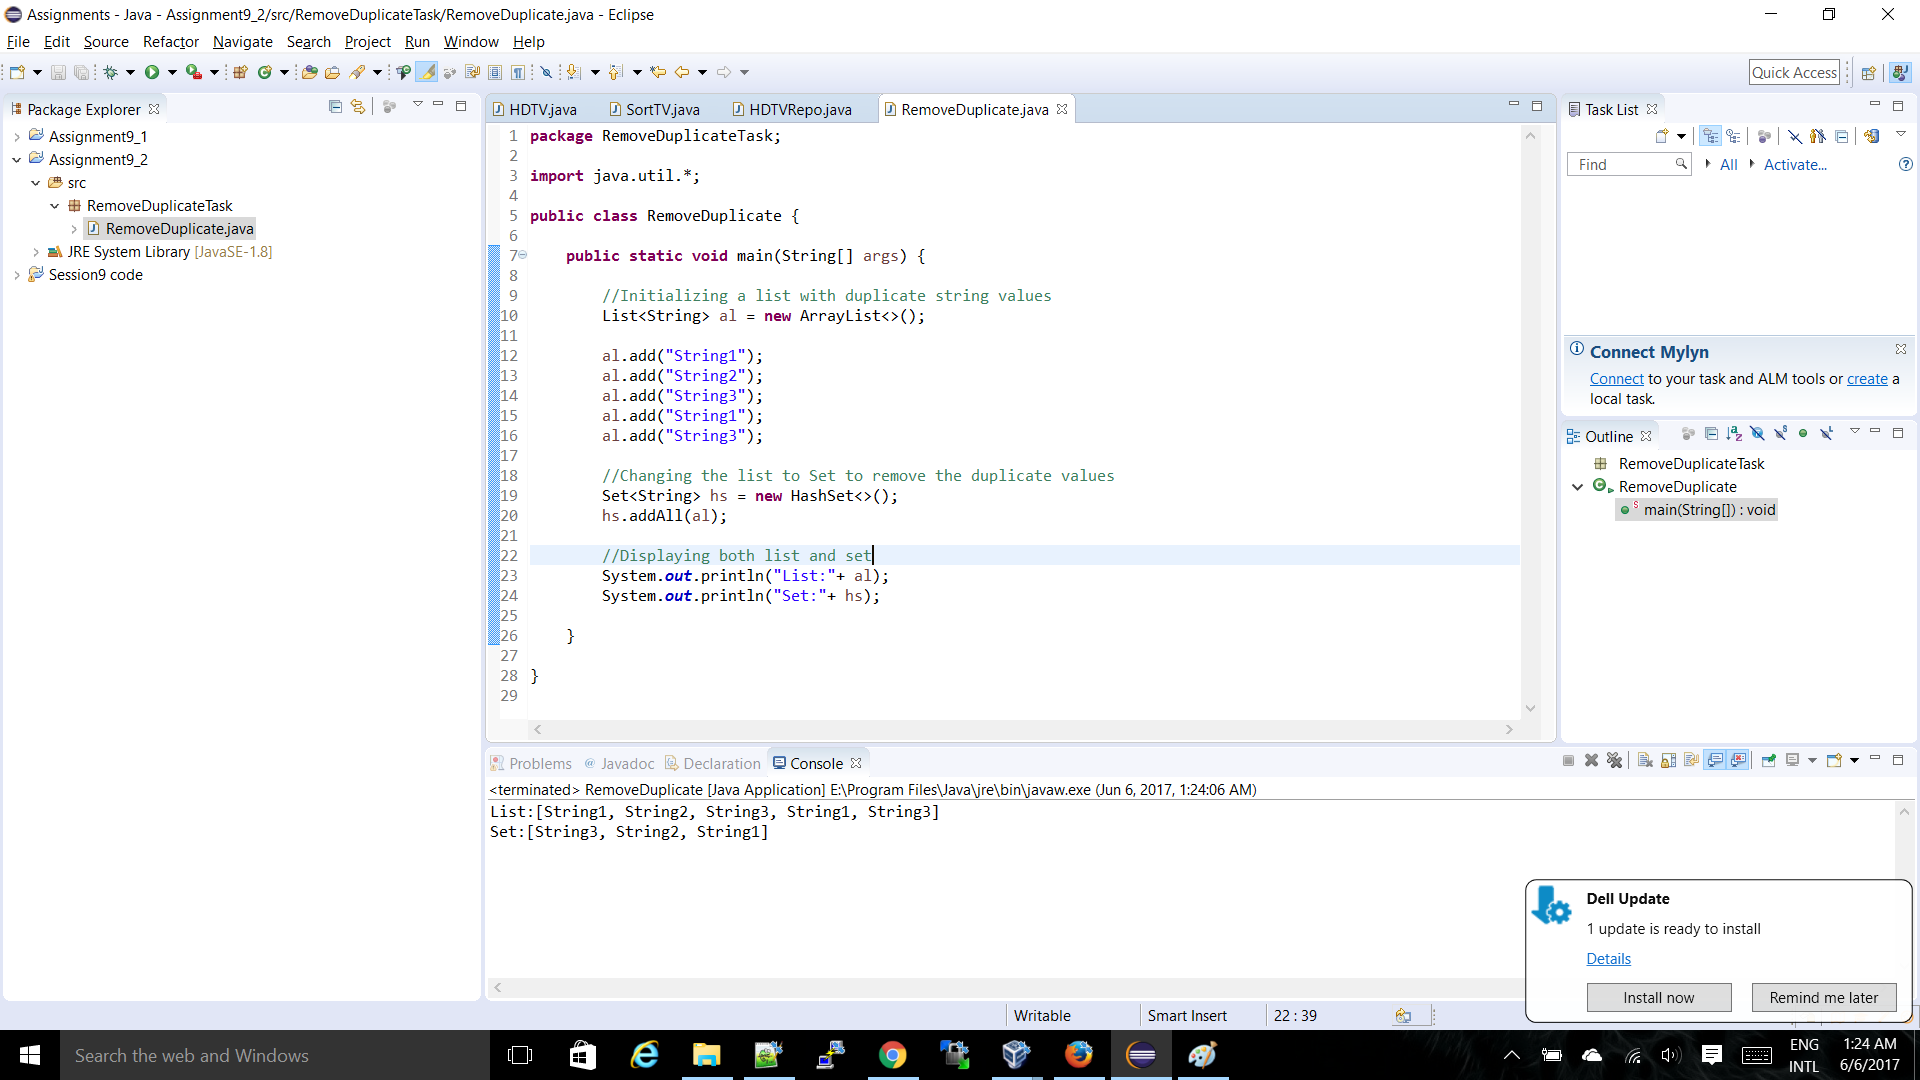 Assignments - Java - Assignment9_2/src/RemoveDuplicateTask/RemoveDuplicate.java - Eclipse
File Edit Source Refactor Navigate Search Project Run Window Help
Quick Access
Package Explorer
Assignment9_1
Assignment9_2
src
RemoveDuplicateTask
RemoveDuplicate.java
JRE System Library [JavaSE-1.8]
Session9 code
HDTV.java SortTV.java HDTVRepo.java RemoveDuplicate.java
1 package RemoveDuplicateTask;
2
3 import java.util.*;
4
5 public class RemoveDuplicate {
6
7 public static void main(String[] args) {
8
9 //Initializing a list with duplicate string values
10 List<String> al = new ArrayList<>();
11
12 al.add("String1");
13 al.add("String2");
14 al.add("String3");
15 al.add("String1");
16 al.add("String3");
17
18 //Changing the list to Set to remove the duplicate values
19 Set<String> hs = new HashSet<>();
20 hs.addAll(al);
21
22 //Displaying both list and set
23 System.out.println("List:"+ al);
24 System.out.println("Set:"+ hs);
25
26 }
27
28 }
29
Task List
Find All Activate...
Connect Mylyn
Connect to your task and ALM tools or create a
local task.
Outline
RemoveDuplicateTask
RemoveDuplicate
main(String[]) : void
Problems @ Javadoc Declaration Console
<terminated> RemoveDuplicate [Java Application] E:\Program Files\Java\jre\bin\javaw.exe (Jun 6, 2017, 1:24:06 AM)
List:[String1, String2, String3, String1, String3]
Set:[String3, String2, String1]
Dell Update
1 update is ready to install
Details
Install now Remind me later
Writable Smart Insert 22 : 39
Search the web and Windows
ENG
INTL
1:24 AM
6/6/2017